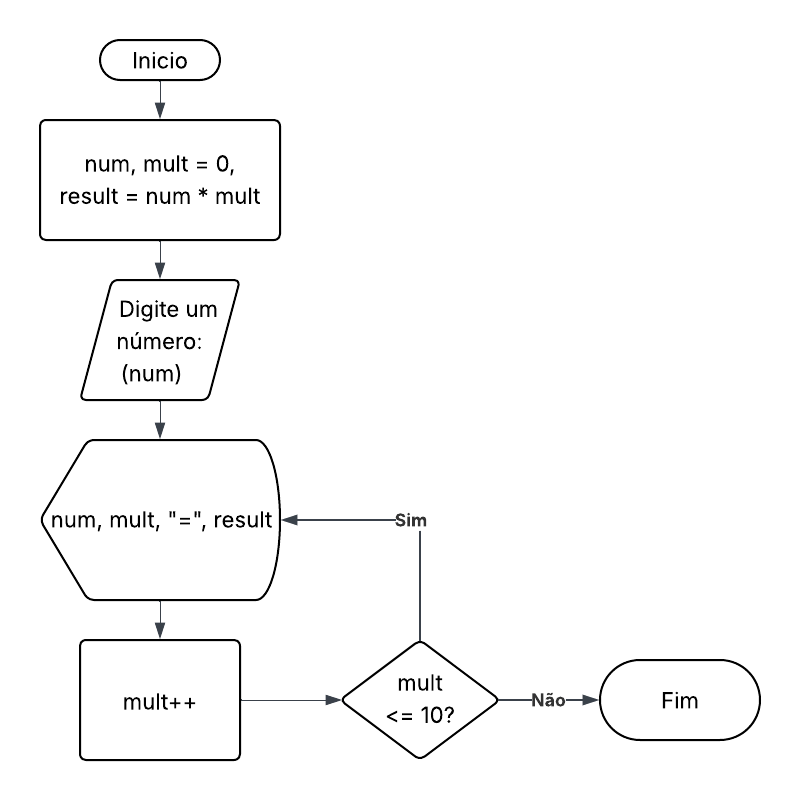 Inicio
num, mult = 0,
result = num * mult
Digite um
número:
(num)
num, mult, "=", result
Sim
mult++
mult
<= 10?
Não
Fim